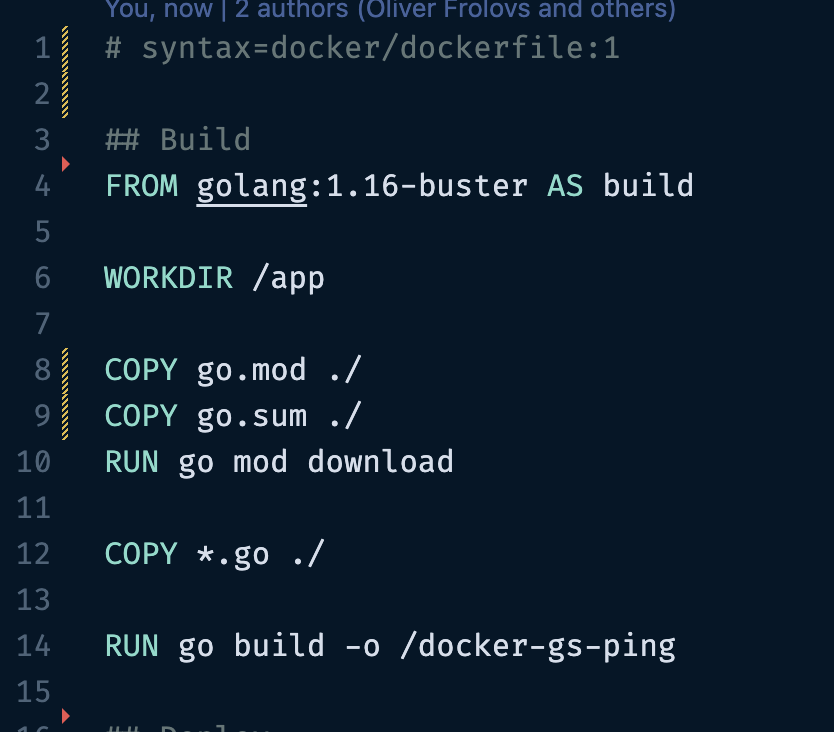 You, now | 2 authors (Oliver Frolovs and others)
1 # syntax=docker/dockerfile:1
2
3 ## Build
4 FROM golang:1.16-buster AS build
5
6 WORKDIR /app
7
8 COPY go.mod ./
9 COPY go.sum ./
10 RUN go mod download
11
12 COPY *.go ./
13
14 RUN go build -o /docker-gs-ping
15
16 ## Deploy